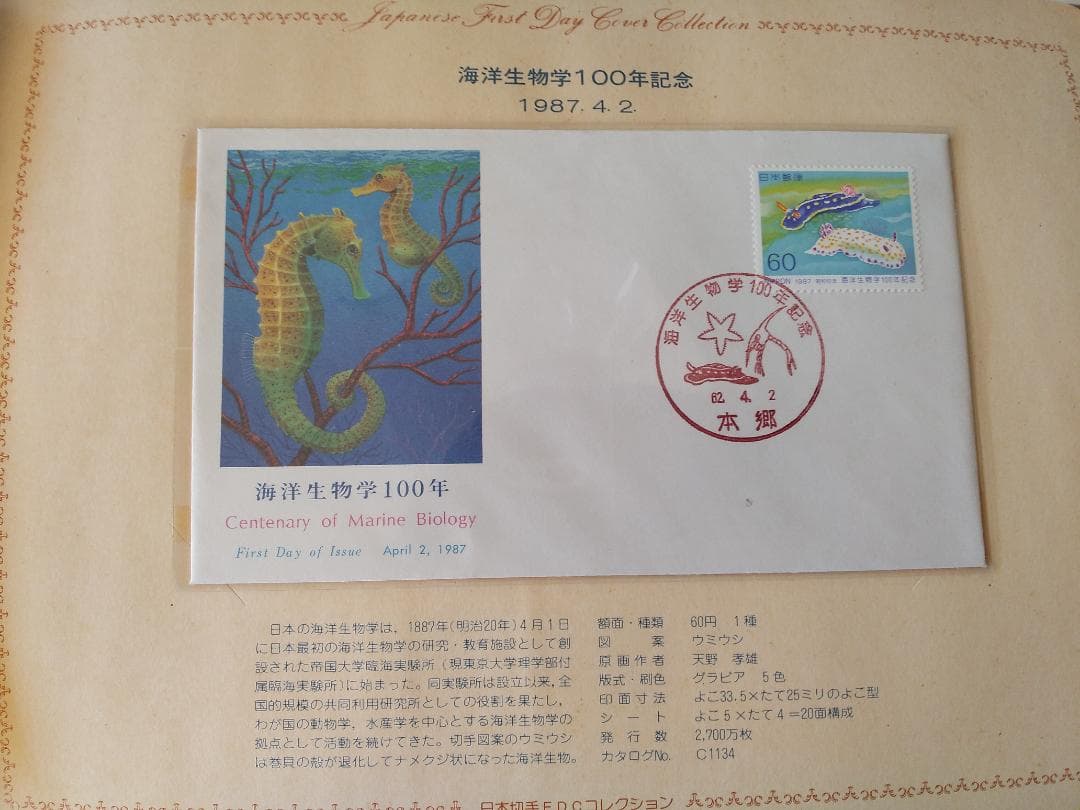 Japanese First Day Cover Collection
海洋生物学100年記念
1987. 4. 2.
日本郵便
60
NIPPON 1987 海洋生物学100年記念
海洋生物学100年記念
62. 4. 2
本郷
海洋生物学100年
Centenary of Marine Biology
First Day of Issue April 2, 1987
日本の海洋生物学は，1887年(明治20年)4月1日
に日本最初の海洋生物学の研究・教育施設として創
設された帝国大学臨海実験所（現東京大学理学部付
属臨海実験所)に始まった。同実験所は設立以来，全
国的規模の共同利用研究所としての役割を果たし，
わが国の動物学，水産学を中心とする海洋生物学の
拠点として活動を続けてきた。切手図案のウミウシ
は巻貝の殻が退化してナメクジ状になった海洋生物。
額面・種類 60円 1種
図案 ウミウシ
原画作者 天野 孝雄
版式・刷色 グラビア 5色
印面寸法 よこ33.5×たて25ミリのよこ型
シート よこ5×たて4＝20面構成
発行数 2,700万枚
カタログNo. C1134
日本切手FDCコレクション